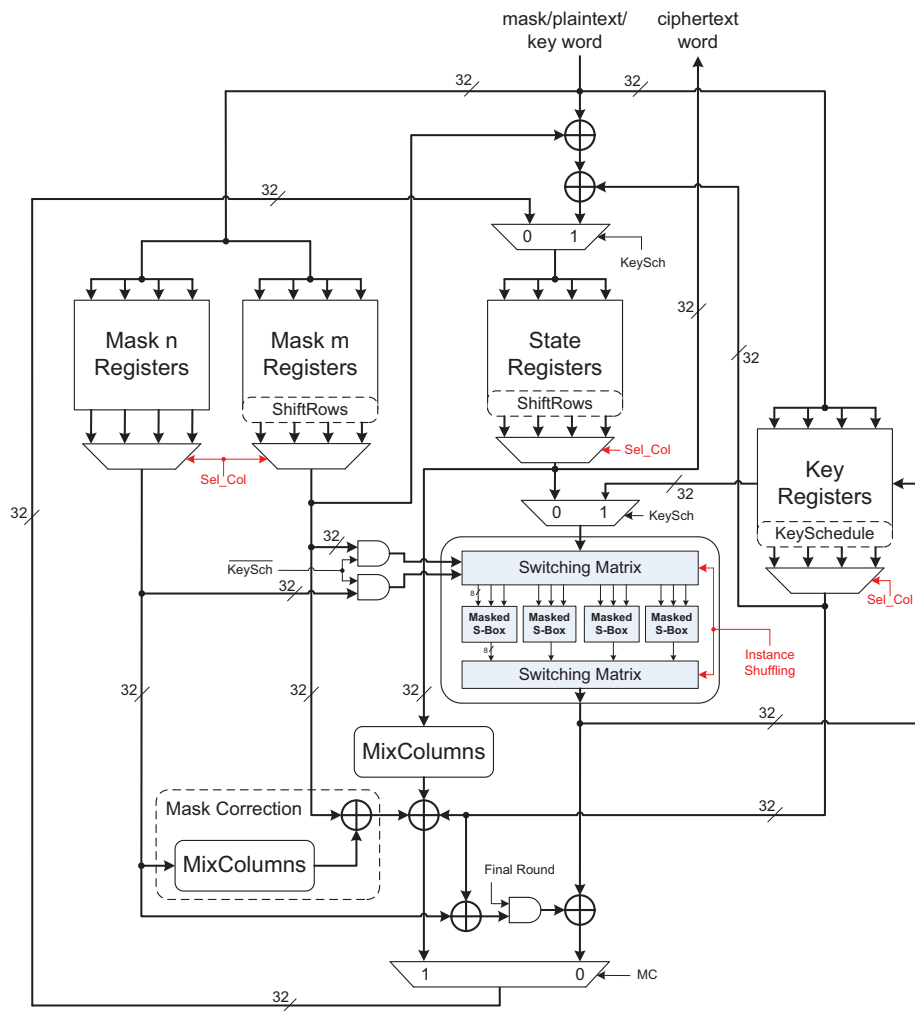 mask/plaintext/
key word
ciphertext
word
32
32
32
32
0 1
KeySch
Mask n
Registers
Mask m
Registers
ShiftRows
State
Registers
ShiftRows
32
Key
Registers
KeySchedule
Sel_Col
Sel_Col
Sel_Col
32
32
0 1
KeySch
32
KeySch
32
Switching Matrix
8
Masked
S-Box
Masked
S-Box
Masked
S-Box
Masked
S-Box
8
Switching Matrix
Instance
Shuffling
32
32
32
32
MixColumns
Mask Correction
MixColumns
32
Final Round
1 0
MC
32